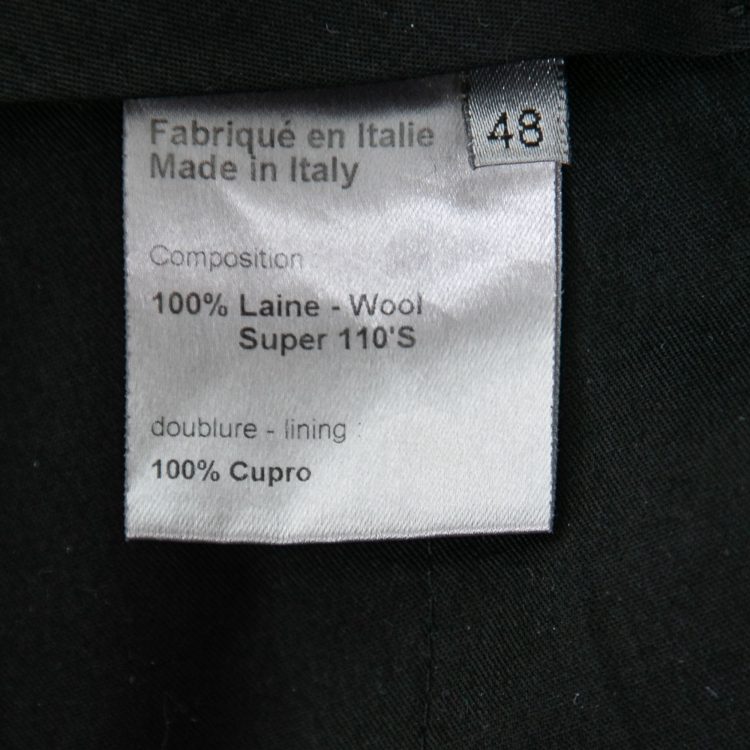 Fabriqué en Italie
Made in Italy
48
Composition
100% Laine - Wool
Super 110'S
doublure - lining :
100% Cupro